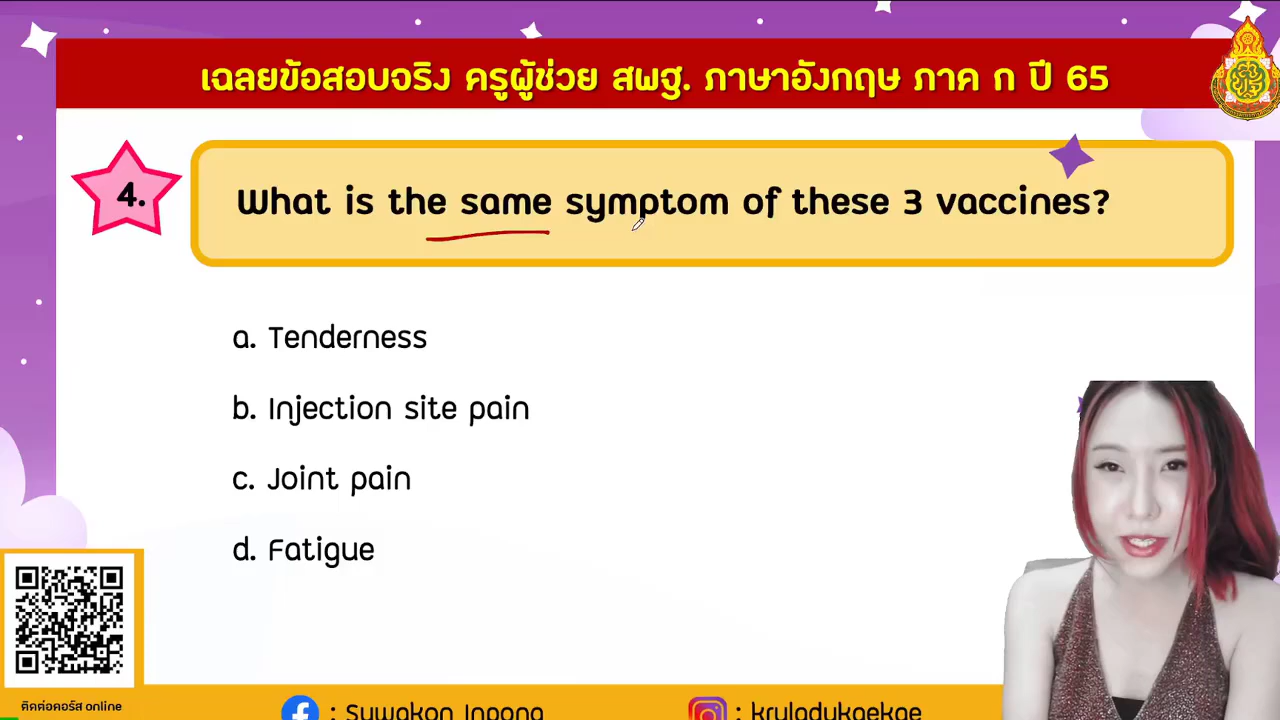 เฉลยข้อสอบจริง ครูผู้ช่วย สพฐ. ภาษาอังกฤษ ภาค ก ปี 65
4.
What is the same symptom of these 3 vaccines?
a. Tenderness
b. Injection site pain
c. Joint pain
d. Fatigue
ติดต่อคอร์ส online
: Suwakon Inpong
: kruladykaekae